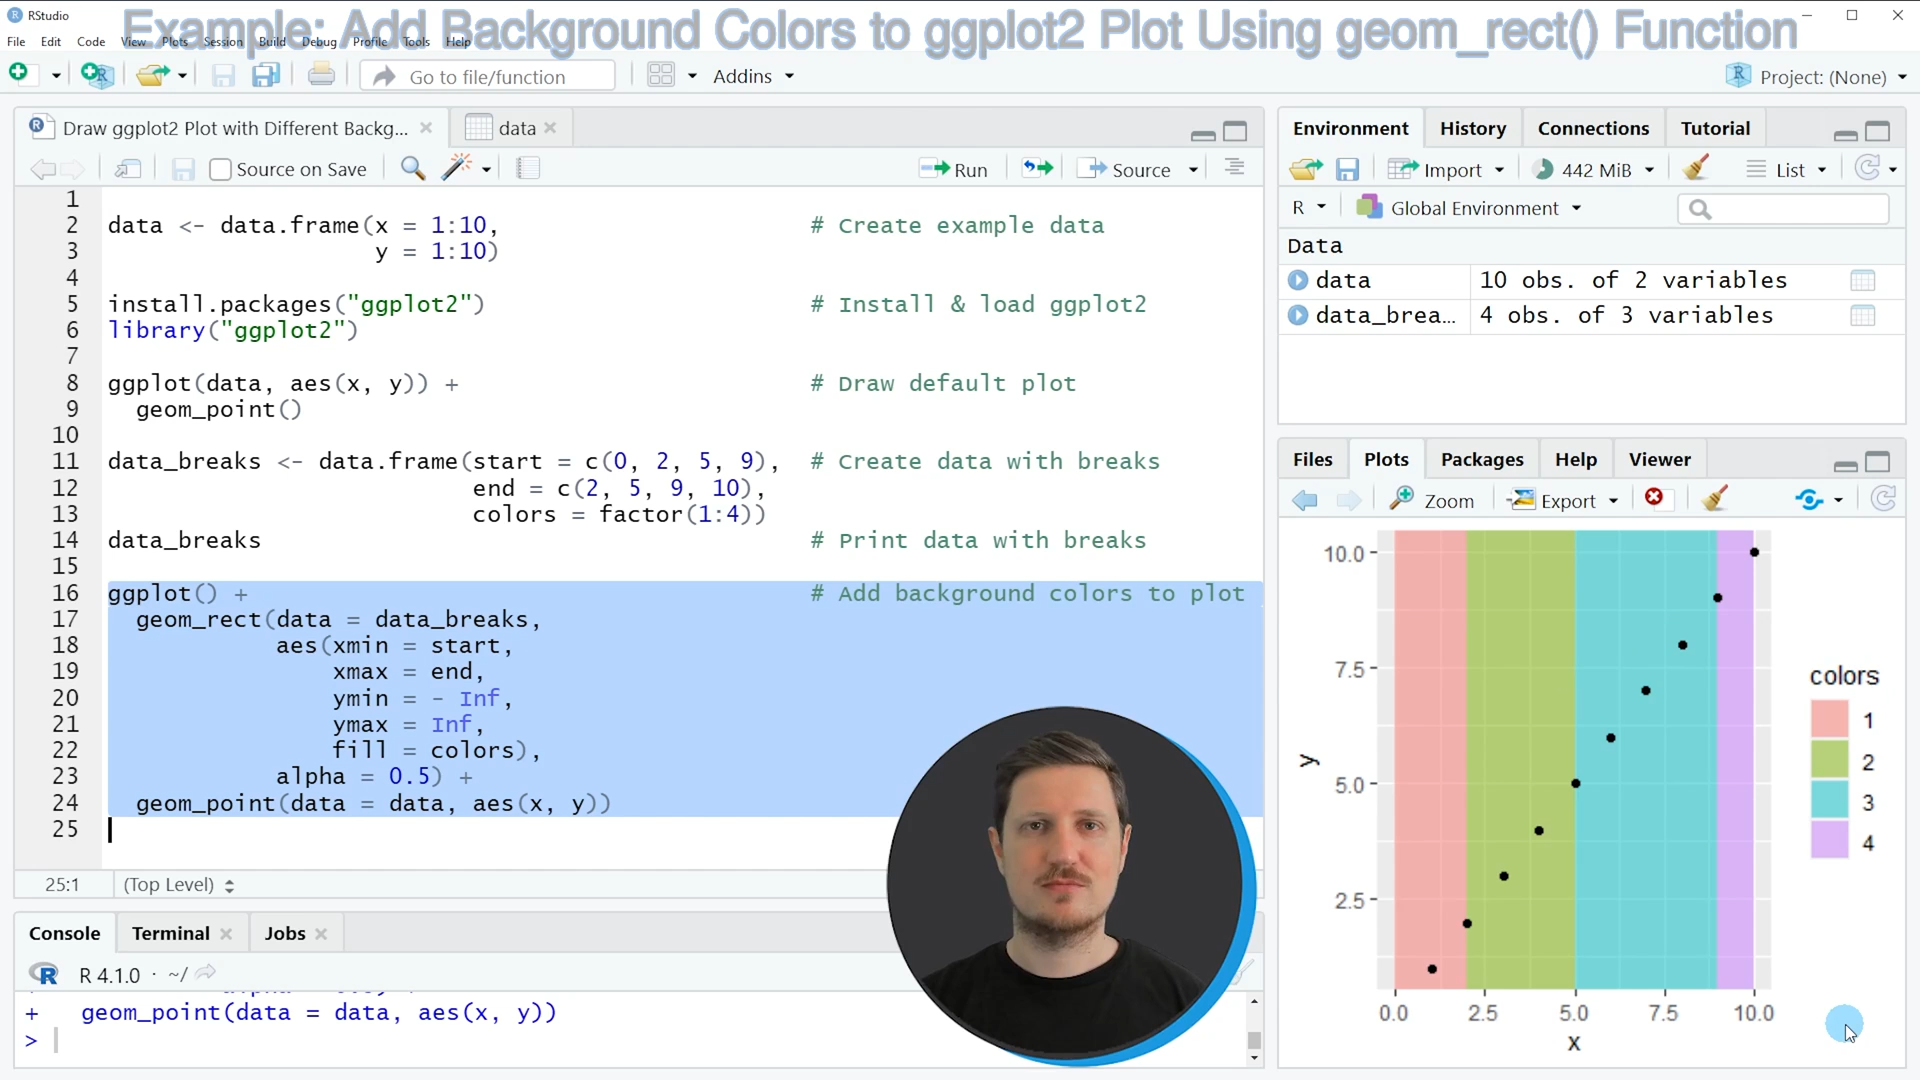 RStudio
Example: Add Background Colors to ggplot2 Plot Using geom_rect() Function
File Edit Code View Plots Session Build Debug Profile Tools Help
Go to file/function
Addins
Project: (None)
Draw ggplot2 Plot with Different Backg...
data
Source on Save
Run
Source
1
2 data <- data.frame(x = 1:10, # Create example data
3 y = 1:10)
4
5 install.packages("ggplot2") # Install & load ggplot2
6 library("ggplot2")
7
8 ggplot(data, aes(x, y)) + # Draw default plot
9 geom_point()
10
11 data_breaks <- data.frame(start = c(0, 2, 5, 9), # Create data with breaks
12 end = c(2, 5, 9, 10),
13 colors = factor(1:4))
14 data_breaks # Print data with breaks
15
16 ggplot() + # Add background colors to plot
17 geom_rect(data = data_breaks,
18 aes(xmin = start,
19 xmax = end,
20 ymin = - Inf,
21 ymax = Inf,
22 fill = colors),
23 alpha = 0.5) +
24 geom_point(data = data, aes(x, y))
25
25:1 (Top Level)
Console Terminal Jobs
R 4.1.0 · ~/
+ geom_point(data = data, aes(x, y))
>
Environment History Connections Tutorial
Import 442 MiB List
R Global Environment
Data
data 10 obs. of 2 variables
data_brea... 4 obs. of 3 variables
Files Plots Packages Help Viewer
Zoom Export
10.0
7.5
5.0
2.5
y
0.0 2.5 5.0 7.5 10.0
x
colors
1
2
3
4